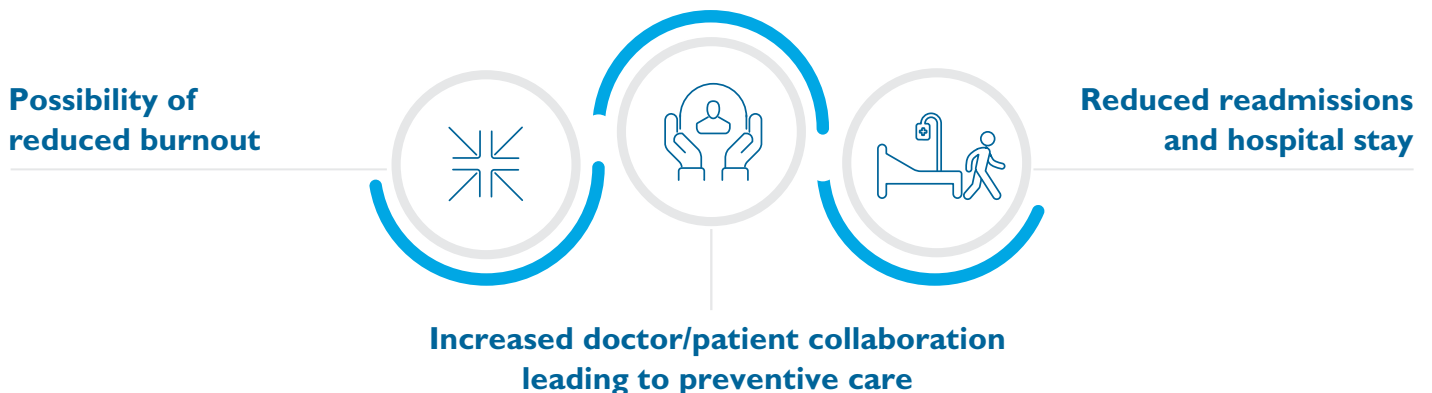 Possibility of
reduced burnout
Increased doctor/patient collaboration
leading to preventive care
Reduced readmissions
and hospital stay